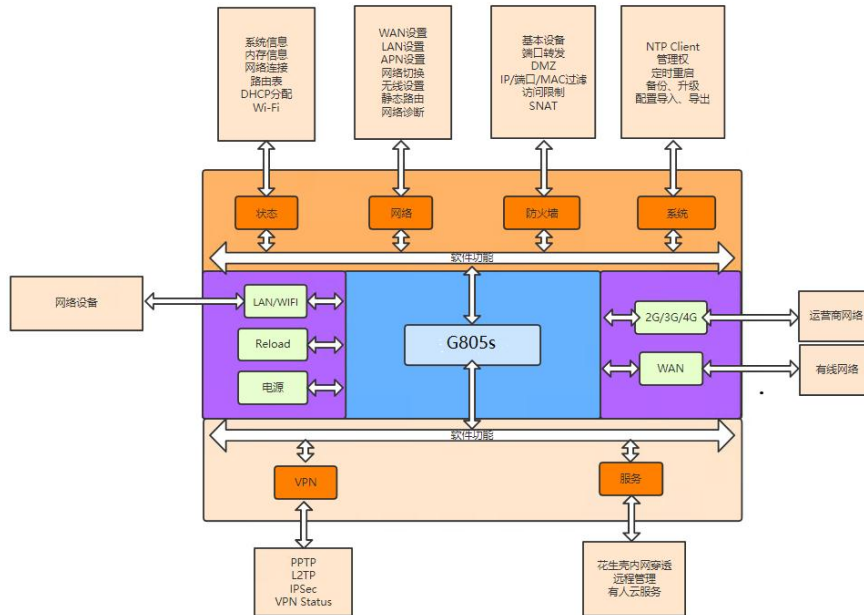 系统信息
内存信息
网络连接
路由表
DHCP分配
Wi-Fi
WAN设置
LAN设置
APN设置
网络切换
无线设置
静态路由
网络诊断
基本设备
端口转发
DMZ
IP/端口/MAC过滤
访问限制
SNAT
NTP Client
管理权
定时重启
备份、升级
配置导入、导出
状态
网络
防火墙
系统
软件功能
网络设备
LAN/WIFI
Reload
电源
G805s
2G/3G/4G
WAN
运营商网络
有线网络
软件功能
VPN
服务
PPTP
L2TP
IPSec
VPN Status
花生壳内网穿透
远程管理
有人云服务